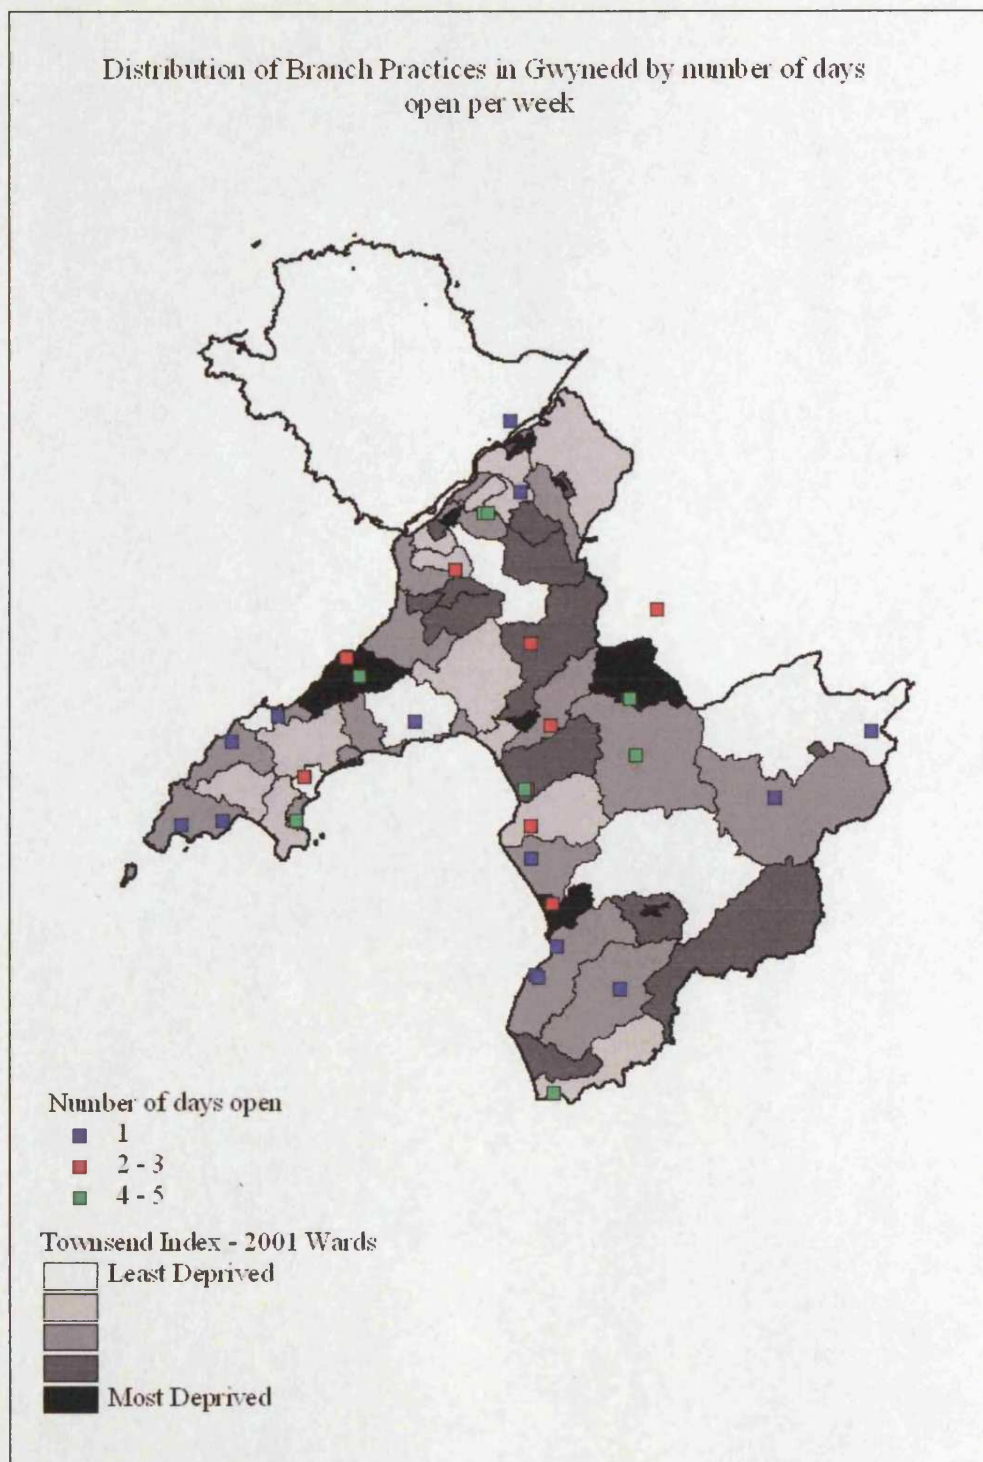 Distribution of Branch Practices in Gwynedd by number of days
open per week
Number of days open
1
2 - 3
4 - 5
Townsend Index - 2001 Wards
Least Deprived
Most Deprived